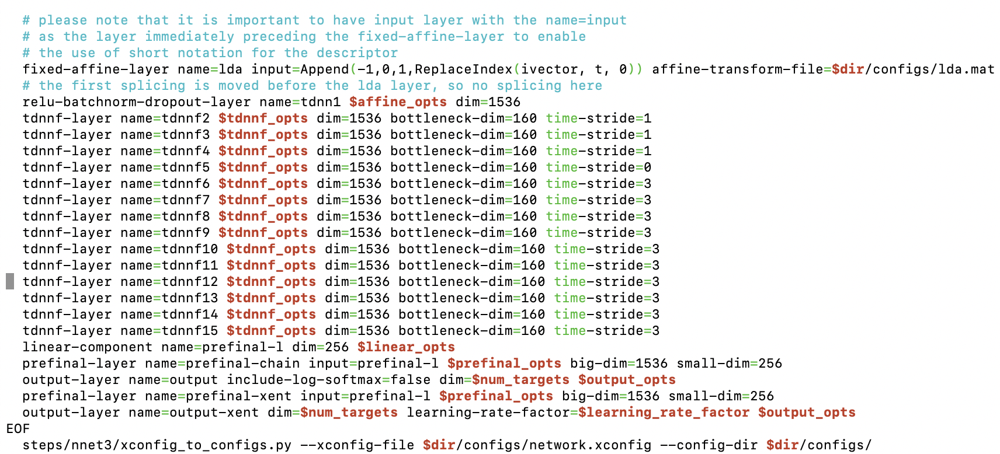 # please note that it is important to have input layer with the name=input
# as the layer immediately preceding the fixed-affine-layer to enable
# the use of short notation for the descriptor
fixed-affine-layer name=lda input=Append(-1,0,1,ReplaceIndex(ivector, t, 0)) affine-transform-file=$dir/configs/lda.mat
# the first splicing is moved before the lda layer, so no splicing here
relu-batchnorm-dropout-layer name=tdnn1 $affine_opts dim=1536
tdnnf-layer name=tdnnf2 $tdnnf_opts dim=1536 bottleneck-dim=160 time-stride=1
tdnnf-layer name=tdnnf3 $tdnnf_opts dim=1536 bottleneck-dim=160 time-stride=1
tdnnf-layer name=tdnnf4 $tdnnf_opts dim=1536 bottleneck-dim=160 time-stride=1
tdnnf-layer name=tdnnf5 $tdnnf_opts dim=1536 bottleneck-dim=160 time-stride=0
tdnnf-layer name=tdnnf6 $tdnnf_opts dim=1536 bottleneck-dim=160 time-stride=3
tdnnf-layer name=tdnnf7 $tdnnf_opts dim=1536 bottleneck-dim=160 time-stride=3
tdnnf-layer name=tdnnf8 $tdnnf_opts dim=1536 bottleneck-dim=160 time-stride=3
tdnnf-layer name=tdnnf9 $tdnnf_opts dim=1536 bottleneck-dim=160 time-stride=3
tdnnf-layer name=tdnnf10 $tdnnf_opts dim=1536 bottleneck-dim=160 time-stride=3
tdnnf-layer name=tdnnf11 $tdnnf_opts dim=1536 bottleneck-dim=160 time-stride=3
tdnnf-layer name=tdnnf12 $tdnnf_opts dim=1536 bottleneck-dim=160 time-stride=3
tdnnf-layer name=tdnnf13 $tdnnf_opts dim=1536 bottleneck-dim=160 time-stride=3
tdnnf-layer name=tdnnf14 $tdnnf_opts dim=1536 bottleneck-dim=160 time-stride=3
tdnnf-layer name=tdnnf15 $tdnnf_opts dim=1536 bottleneck-dim=160 time-stride=3
linear-component name=prefinal-l dim=256 $linear_opts
prefinal-layer name=prefinal-chain input=prefinal-l $prefinal_opts big-dim=1536 small-dim=256
output-layer name=output include-log-softmax=false dim=$num_targets $output_opts
prefinal-layer name=prefinal-xent input=prefinal-l $prefinal_opts big-dim=1536 small-dim=256
output-layer name=output-xent dim=$num_targets learning-rate-factor=$learning_rate_factor $output_opts
EOF
steps/nnet3/xconfig_to_configs.py --xconfig-file $dir/configs/network.xconfig --config-dir $dir/configs/